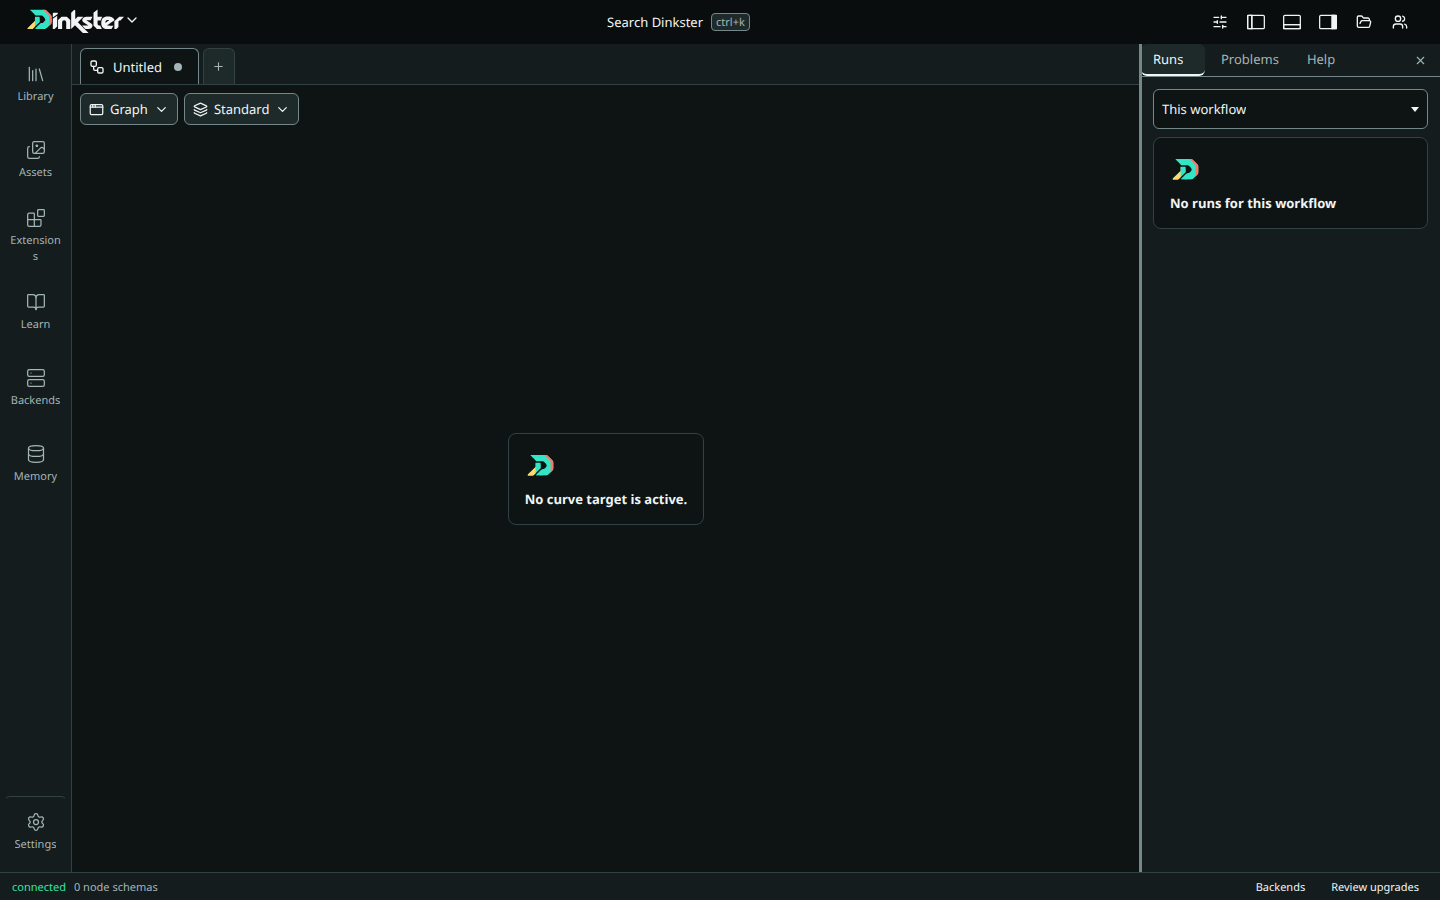 Dinkster
Search Dinkster ctrl+k
Library
Assets
Extension
s
Learn
Backends
Memory
Settings
Untitled
Graph
Standard
No curve target is active.
Runs Problems Help
This workflow
No runs for this workflow
connected 0 node schemas
Backends Review upgrades